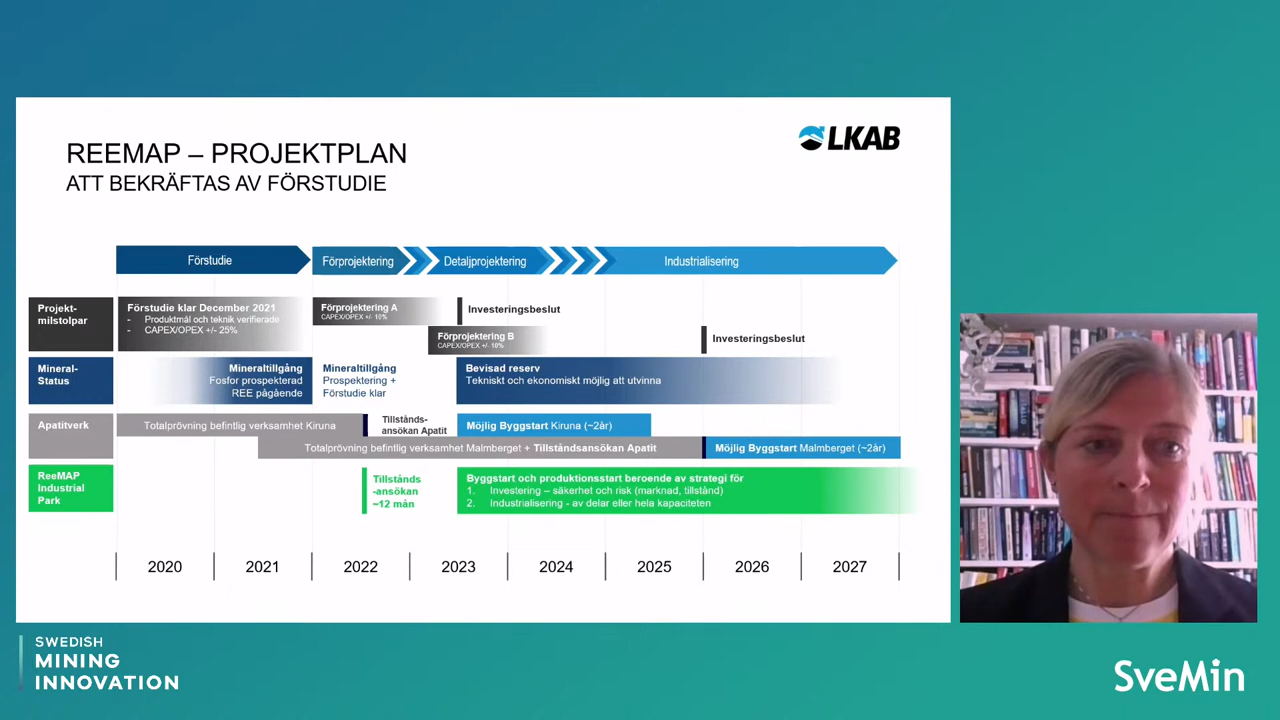 REEMAP – PROJEKTPLAN
ATT BEKRÄFTAS AV FÖRSTUDIE
LKAB
Förstudie
Förprojektering
Detaljprojektering
Industrialisering
Projekt-
milstolpar
Förstudie klar December 2021
- Produktmål och teknik verifierade
- CAPEX/OPEX +/- 25%
Förprojektering A
CAPEX/OPEX +/- 10%
Investeringsbeslut
Förprojektering B
CAPEX/OPEX +/- 10%
Investeringsbeslut
Mineral-
Status
Mineraltillgång
Fosfor prospekterad
REE pågående
Mineraltillgång
Prospektering +
Förstudie klar
Bevisad reserv
Tekniskt och ekonomiskt möjlig att utvinna
Apatitverk
Totalprövning befintlig verksamhet Kiruna
Tillstånds-
ansökan Apatit
Möjlig Byggstart Kiruna (~2år)
Totalprövning befintlig verksamhet Malmberget + Tillståndsansökan Apatit
Möjlig Byggstart Malmberget (~2år)
ReeMAP
Industrial
Park
Tillstånds
-ansökan
~12 mån
Byggstart och produktionsstart beroende av strategi för
1. Investering – säkerhet och risk (marknad, tillstånd)
2. Industrialisering - av delar eller hela kapaciteten
2020
2021
2022
2023
2024
2025
2026
2027
SWEDISH
MINING
INNOVATION
SveMin